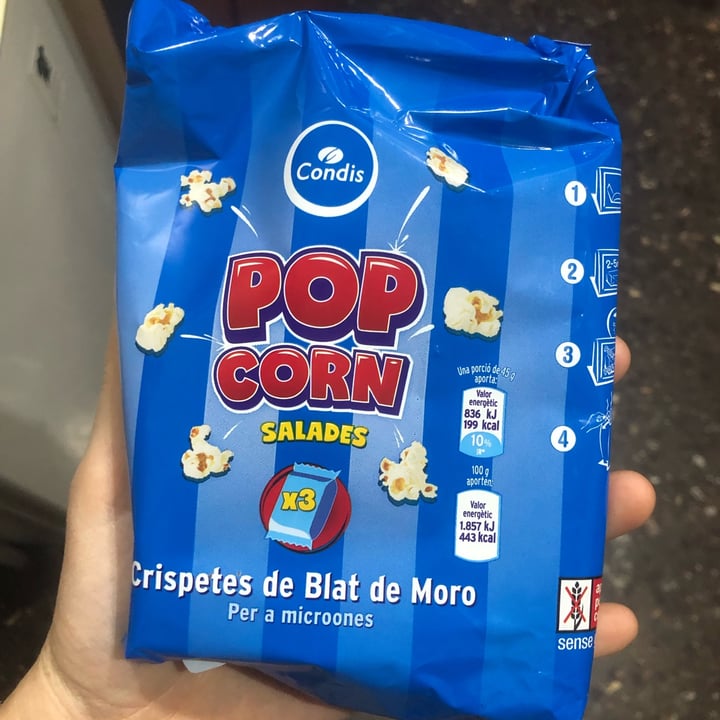 Condis
POP
CORN
SALADES
x3
Crispetes de Blat de Moro
Per a microones
Una porció de 45 g
aporta:
Valor
energètic
836 kJ
199 kcal
10%
100 g
aporten:
Valor
energètic
1.857 kJ
443 kcal
1
2
3
4
sense